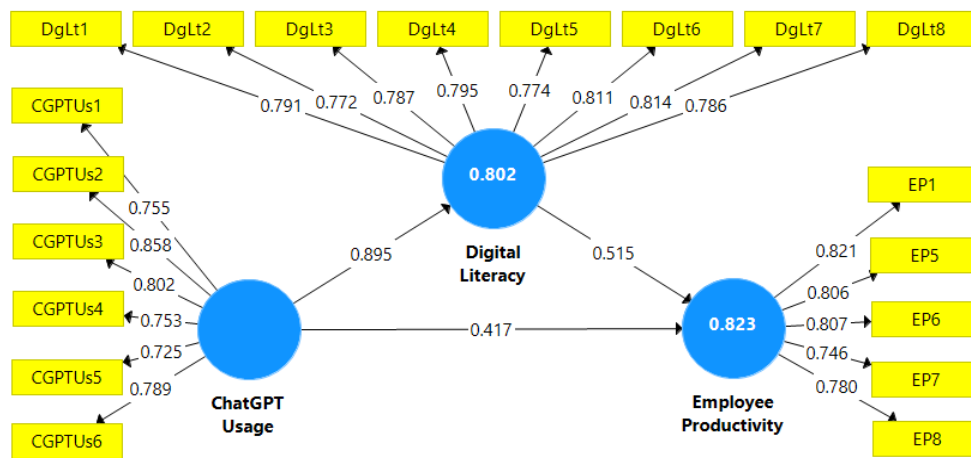 DgLt1 DgLt2 DgLt3 DgLt4 DgLt5 DgLt6 DgLt7 DgLt8
0.791 0.772 0.787 0.795 0.774 0.811 0.814 0.786
CGPTUs1
CGPTUs2
CGPTUs3
CGPTUs4
CGPTUs5
CGPTUs6
0.755
0.858
0.802
0.753
0.725
0.789
ChatGPT
Usage
0.895
0.802
Digital
Literacy
0.515
0.417
0.823
Employee
Productivity
0.821
0.806
0.807
0.746
0.780
EP1
EP5
EP6
EP7
EP8